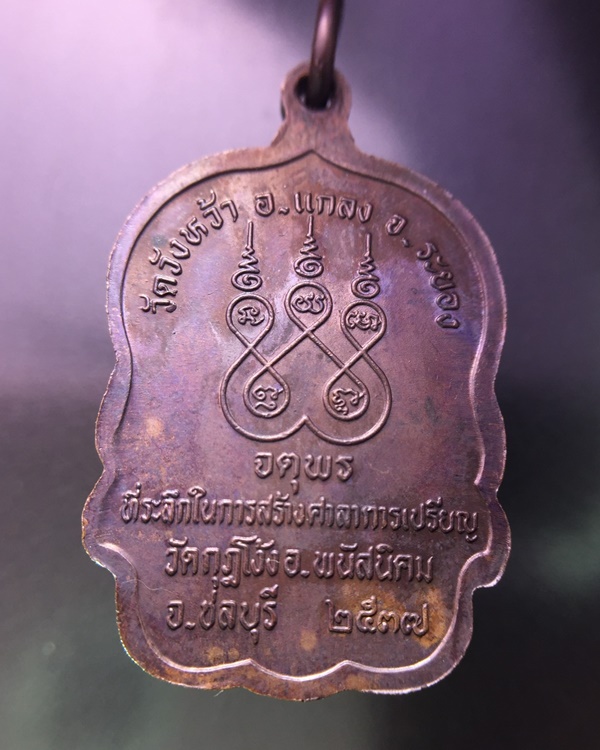 วัดวังหว้า อ.แกลง จ.ระยอง
จตุพร
ที่ระลึกในการสร้างศาลาการเปรียญ
วัดกุฎโง้ง อ.พนัสนิคม
จ.ชลบุรี ๒๕๓๗